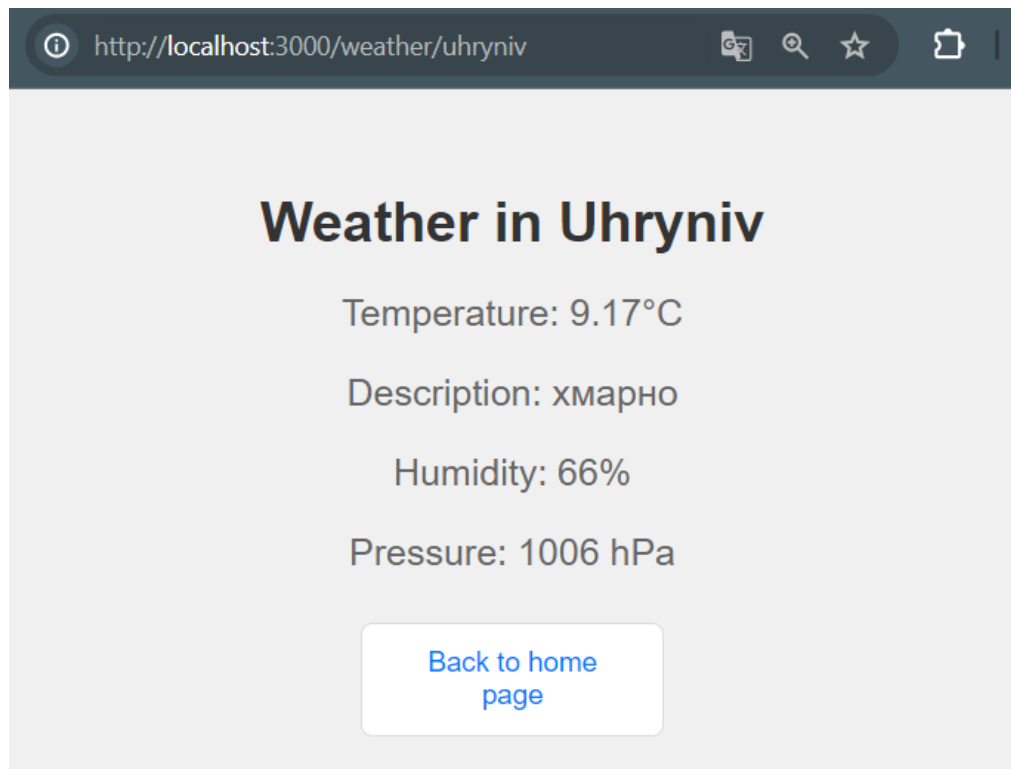 http://localhost:3000/weather/uhryniv
Weather in Uhryniv
Temperature: 9.17°C
Description: хмарно
Humidity: 66%
Pressure: 1006 hPa
Back to home
page